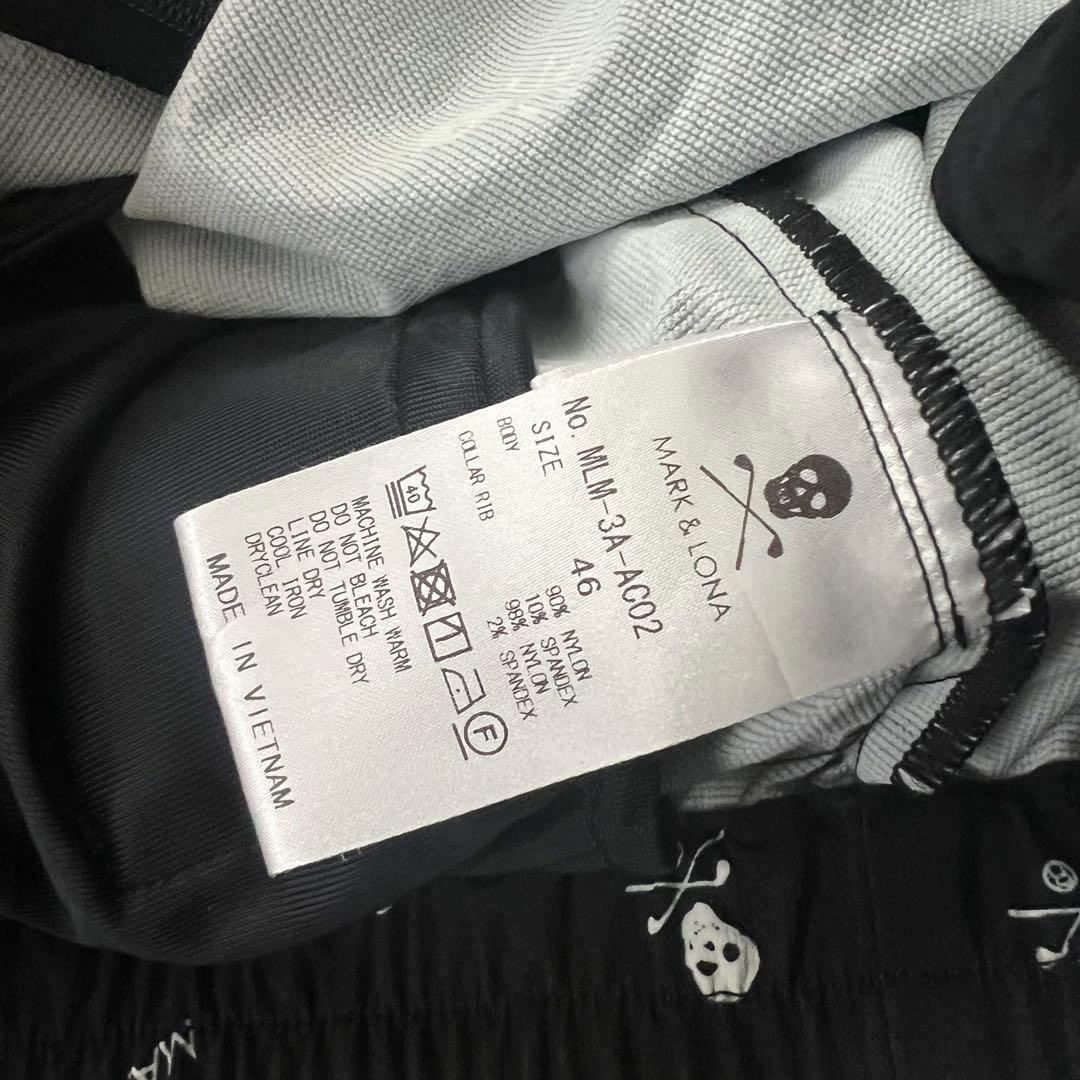 MARK & LONA
No. MLM-3A-AC02
SIZE 46
BODY 90% NYLON
10% SPANDEX
COLLAR RIB 98% NYLON
2% SPANDEX
40
F
MACHINE WASH WARM
DO NOT BLEACH
DO NOT TUMBLE DRY
LINE DRY
COOL IRON
DRYCLEAN
MADE IN VIETNAM
MA